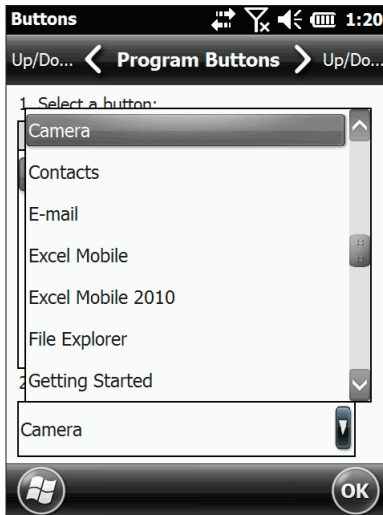 Buttons 1:20
Up/Do... Program Buttons Up/Do...
1. Select a button:
Camera
Contacts
E-mail
Excel Mobile
Excel Mobile 2010
File Explorer
Getting Started
2
Camera
OK